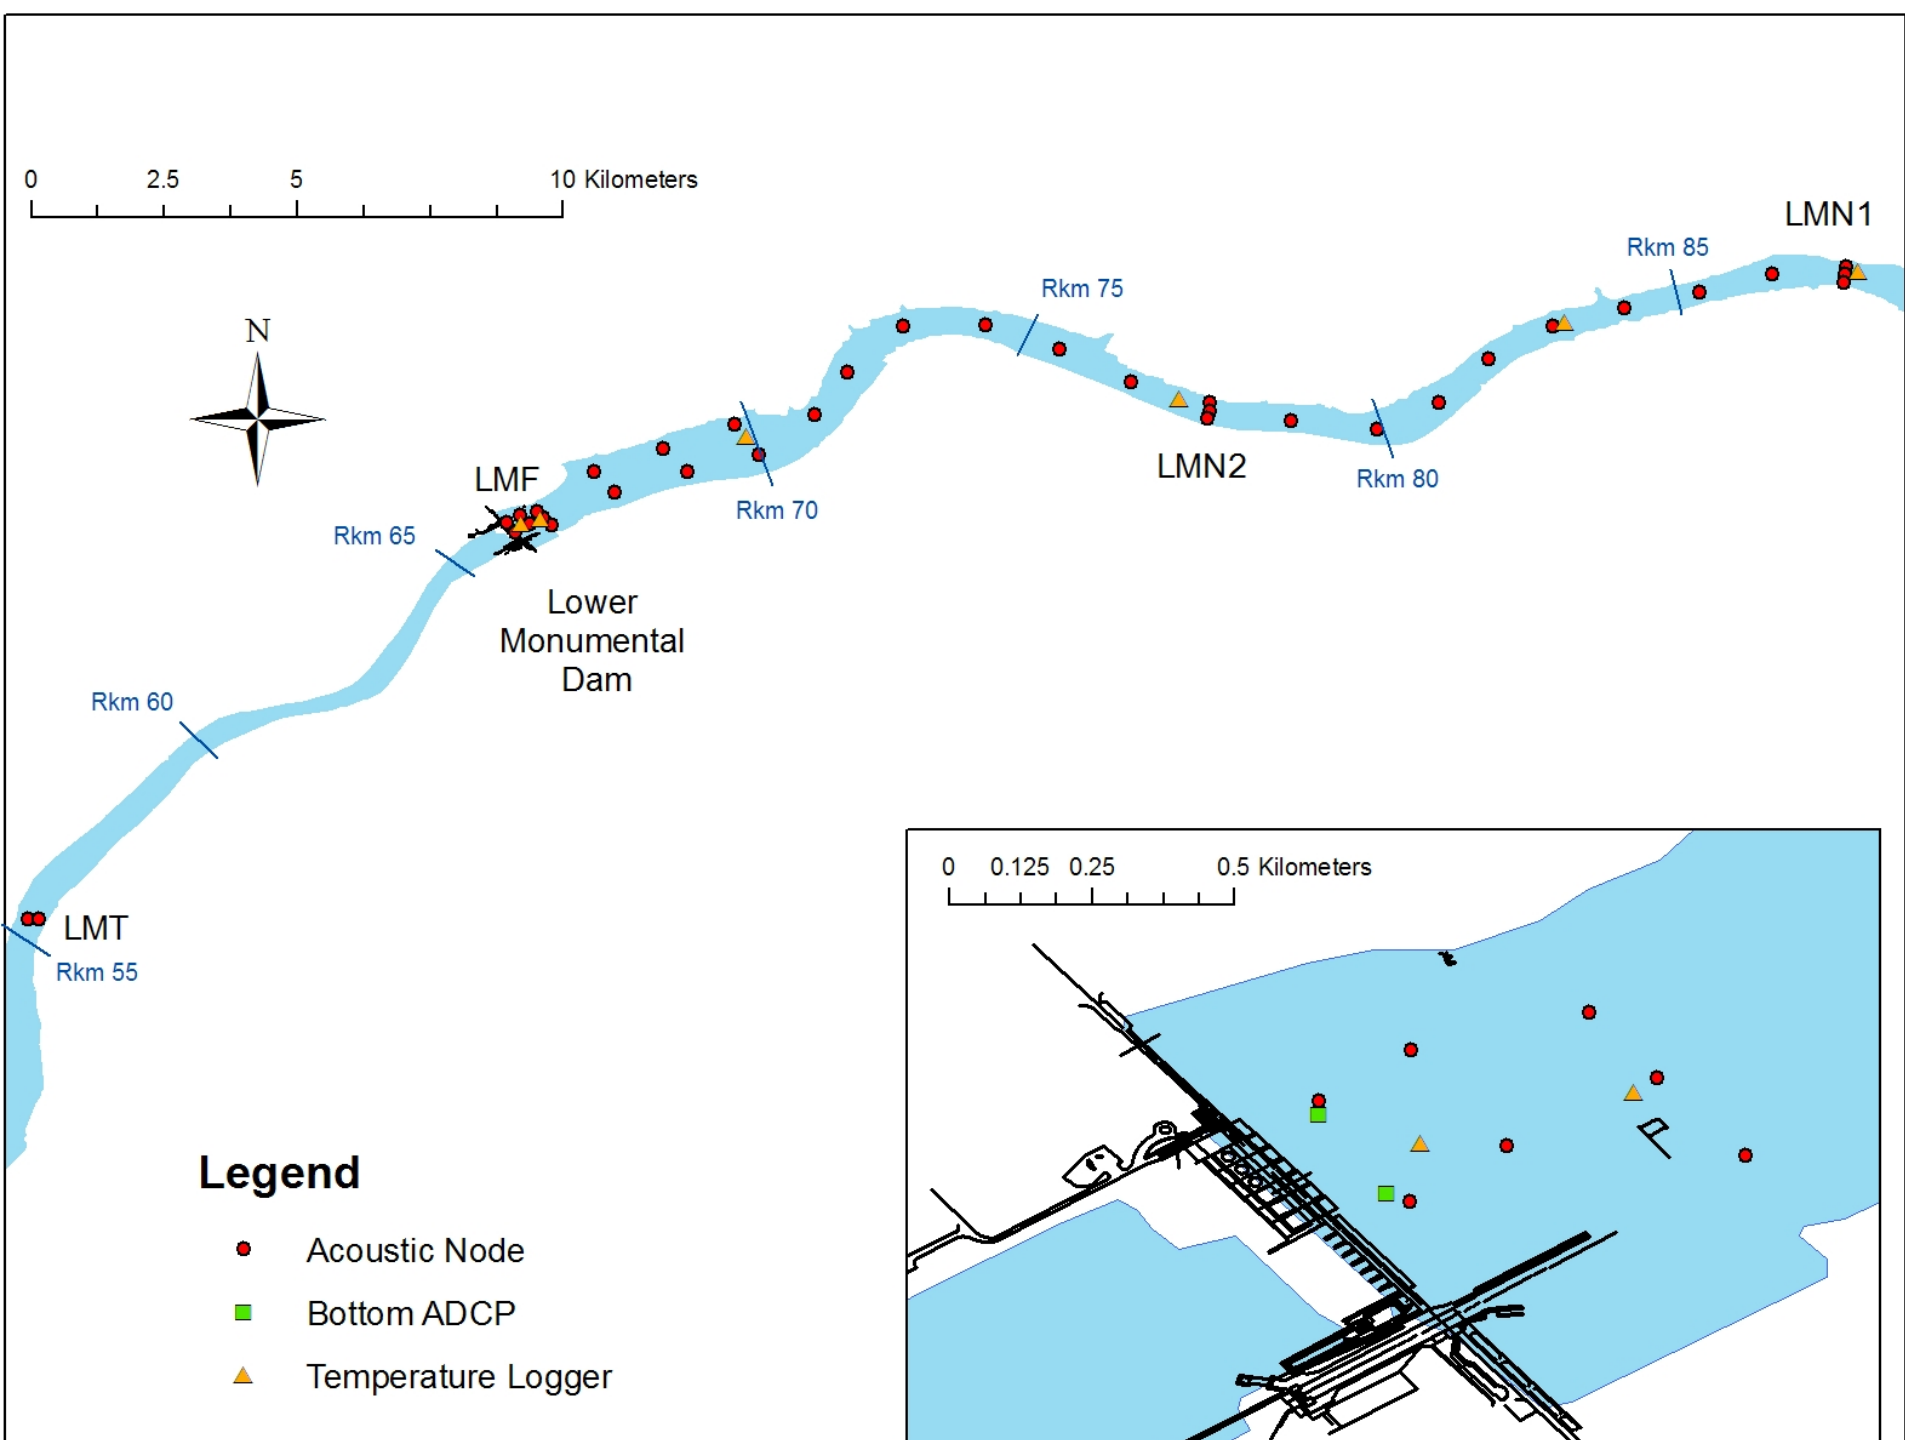 0 2.5 5 10 Kilometers
LMN1
Rkm 85
Rkm 75
N
LMN2
Rkm 80
LMF
Rkm 70
Rkm 65
Lower
Monumental
Dam
Rkm 60
LMT
Rkm 55
0 0.125 0.25 0.5 Kilometers
Legend
Acoustic Node
Bottom ADCP
Temperature Logger